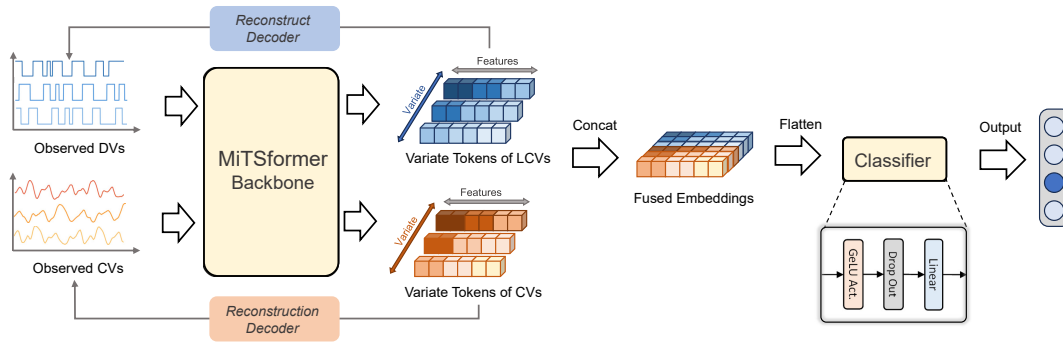 Reconstruct
Decoder
Observed DVs
MiTSformer
Backbone
Features
Variate
Variate Tokens of LCVs
Concat
Fused Embeddings
Flatten
Classifier
Output
Observed CVs
Features
Variate
Variate Tokens of CVs
Reconstruction
Decoder
GeLU Act.
Drop Out
Linear